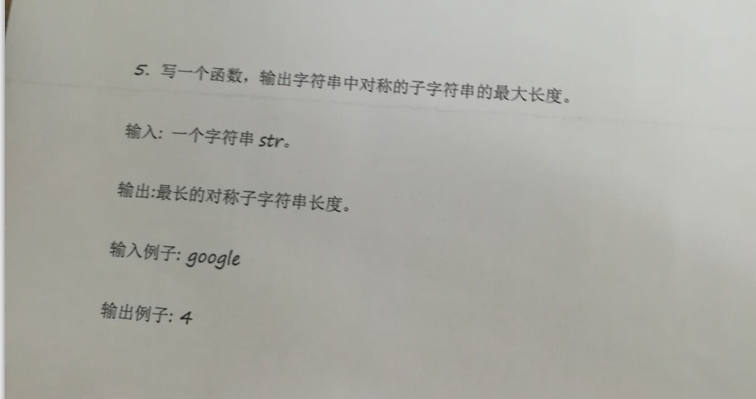 5. 写一个函数，输出字符串中对称的子字符串的最大长度。
输入: 一个字符串 str。
输出:最长的对称子字符串长度。
输入例子: google
输出例子: 4